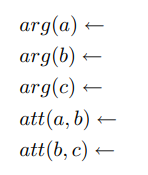 arg(a) ←
arg(b) ←
arg(c) ←
att(a, b) ←
att(b, c) ←